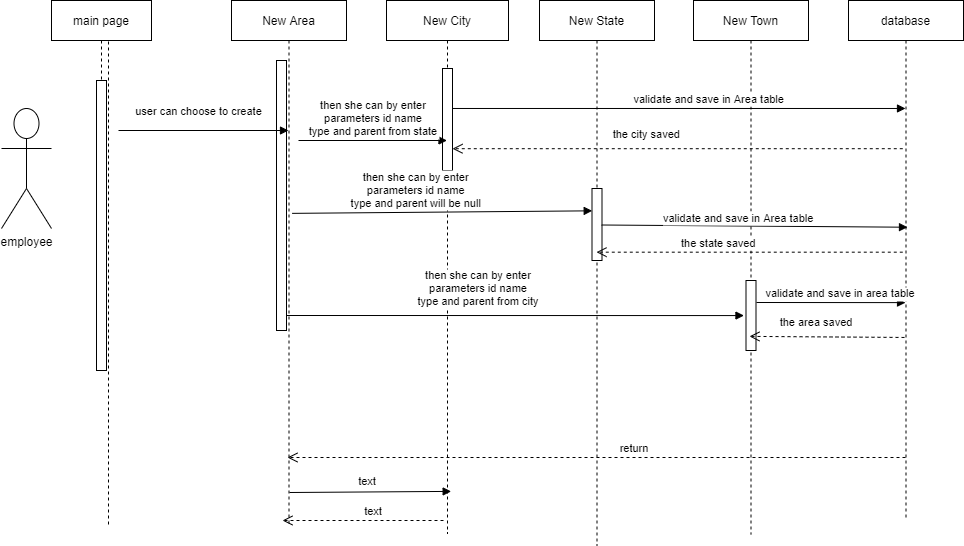 main page
New Area
New City
New State
New Town
database
user can choose to create
then she can by enter
parameters id name
type and parent from state
validate and save in Area table
the city saved
then she can by enter
parameters id name
type and parent will be null
validate and save in Area table
the state saved
employee
then she can by enter
parameters id name
type and parent from city
validate and save in area table
the area saved
return
text
text